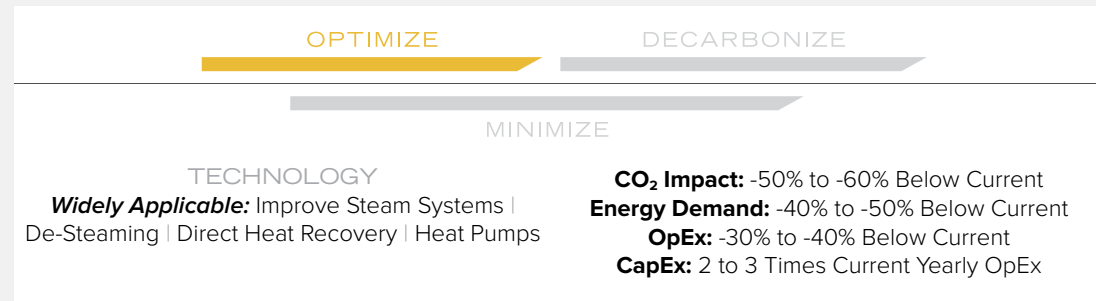 OPTIMIZE
DECARBONIZE
MINIMIZE
TECHNOLOGY
Widely Applicable: Improve Steam Systems |
De-Steaming | Direct Heat Recovery | Heat Pumps
CO₂ Impact: -50% to -60% Below Current
Energy Demand: -40% to -50% Below Current
OpEx: -30% to -40% Below Current
CapEx: 2 to 3 Times Current Yearly OpEx